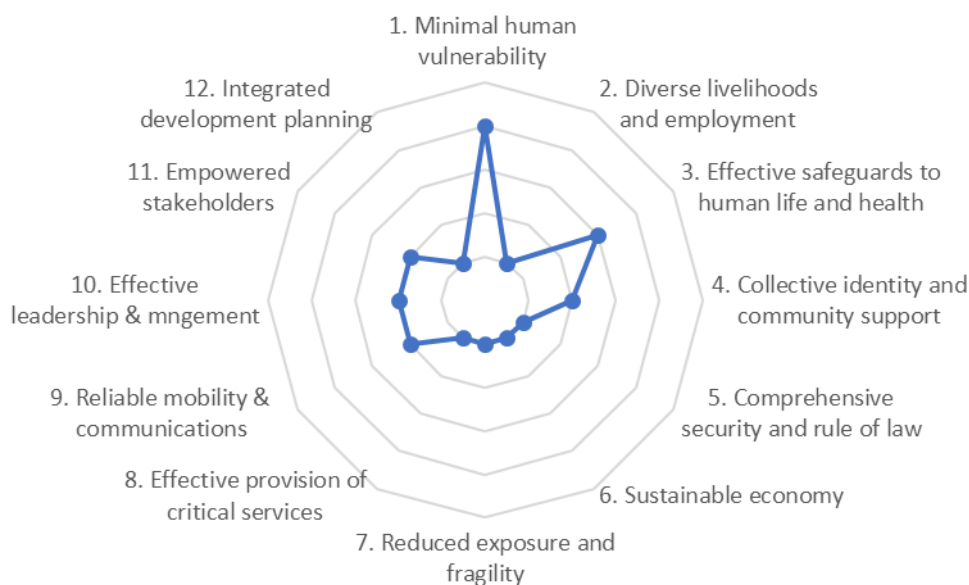 1. Minimal human
vulnerability
2. Diverse livelihoods
and employment
3. Effective safeguards to
human life and health
4. Collective identity and
community support
5. Comprehensive
security and rule of law
6. Sustainable economy
7. Reduced exposure and
fragility
8. Effective provision of
critical services
9. Reliable mobility &
communications
10. Effective
leadership & mngement
11. Empowered
stakeholders
12. Integrated
development planning